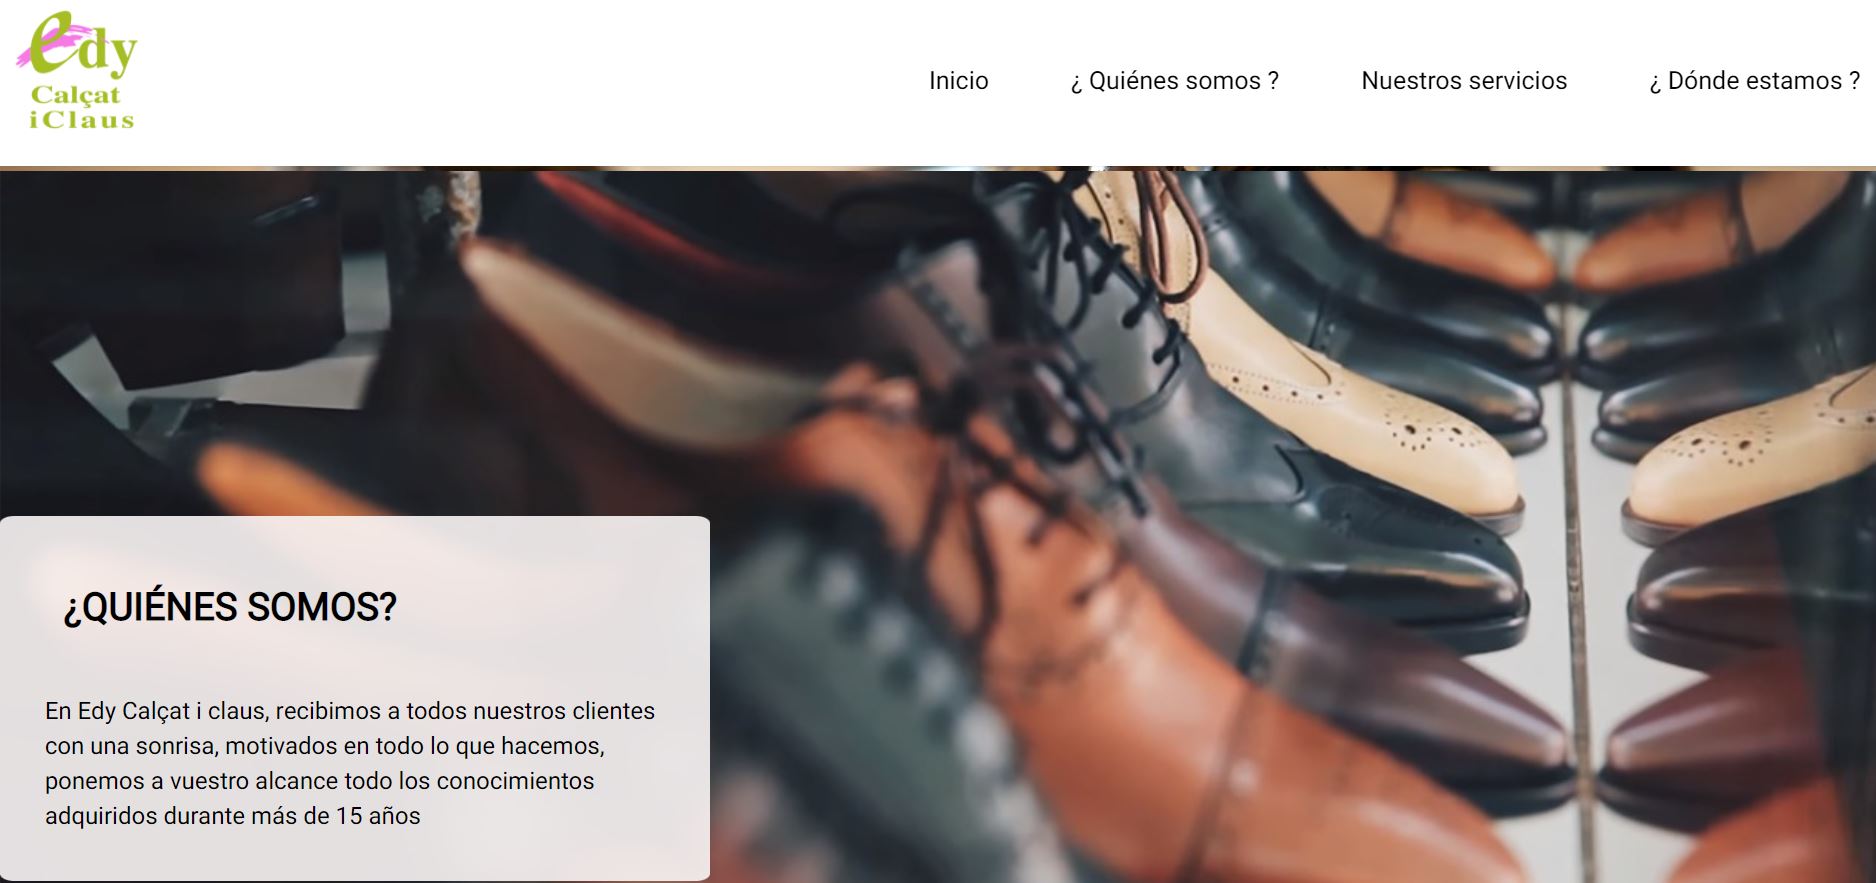 edy
Calçat
iClaus
Inicio
¿ Quiénes somos ?
Nuestros servicios
¿ Dónde estamos ?
¿QUIÉNES SOMOS?
En Edy Calçat i claus, recibimos a todos nuestros clientes
con una sonrisa, motivados en todo lo que hacemos,
ponemos a vuestro alcance todo los conocimientos
adquiridos durante más de 15 años